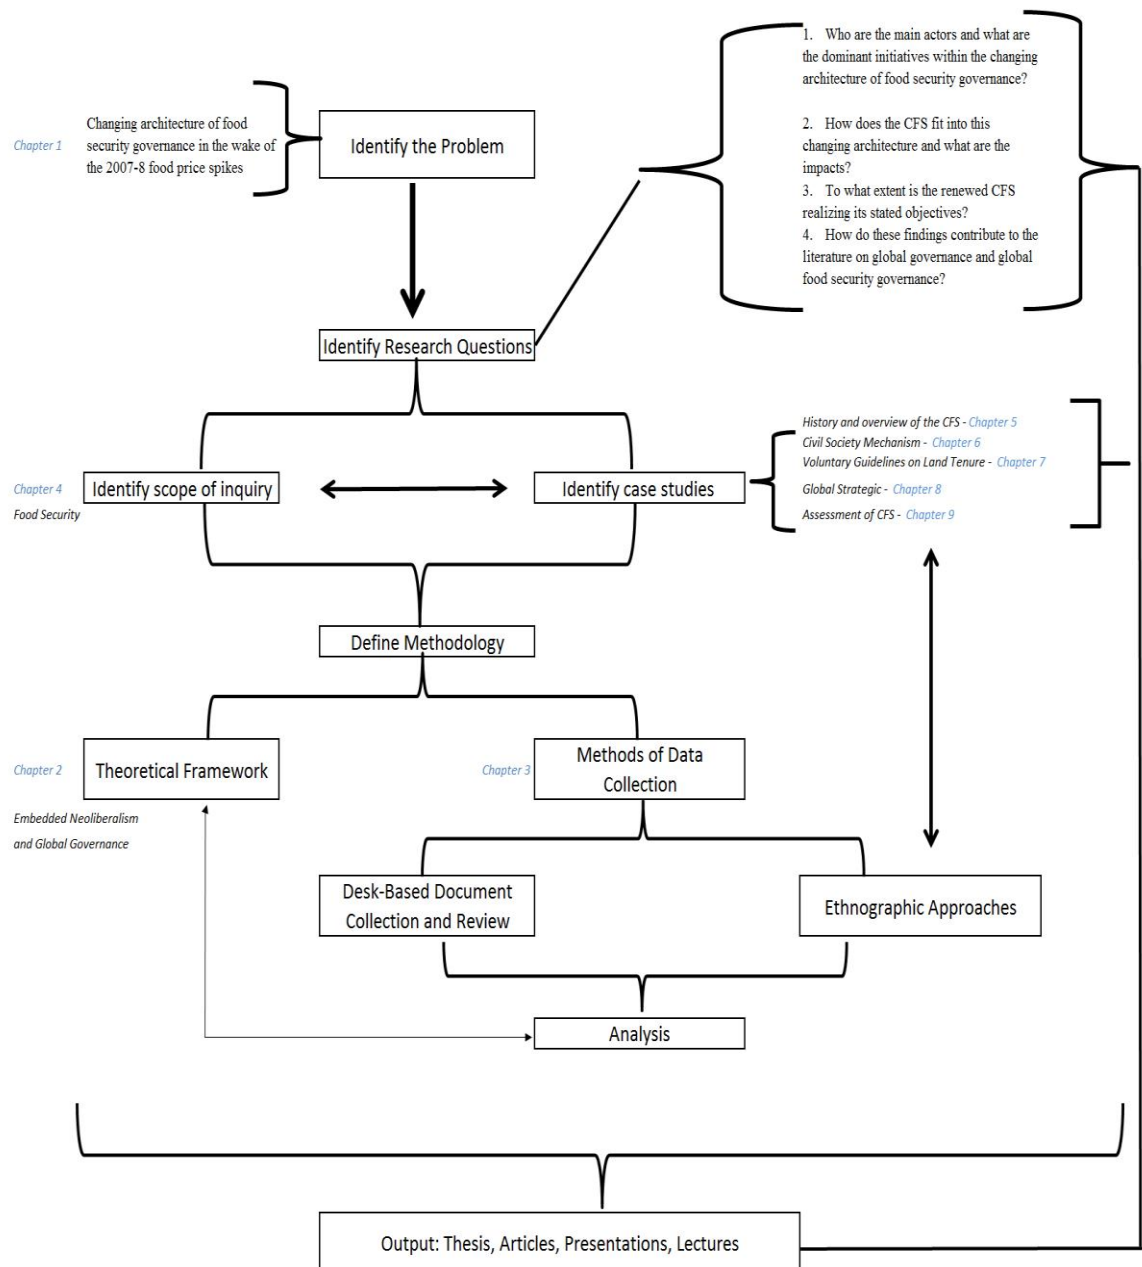 1. Who are the main actors and what are
the dominant initiatives within the changing
architecture of food security governance?
2. How does the CFS fit into this
changing architecture and what are the
impacts?
3. To what extent is the renewed CFS
realizing its stated objectives?
4. How do these findings contribute to the
literature on global governance and global
food security governance?
Chapter 1
Changing architecture of food
security governance in the wake of
the 2007-8 food price spikes
Identify the Problem
Identify Research Questions
Chapter 4
Food Security
Identify scope of inquiry
Identify case studies
History and overview of the CFS - Chapter 5
Civil Society Mechanism - Chapter 6
Voluntary Guidelines on Land Tenure - Chapter 7
Global Strategic - Chapter 8
Assessment of CFS - Chapter 9
Define Methodology
Chapter 2
Theoretical Framework
Embedded Neoliberalism
and Global Governance
Chapter 3
Methods of Data
Collection
Desk-Based Document
Collection and Review
Ethnographic Approaches
Analysis
Output: Thesis, Articles, Presentations, Lectures